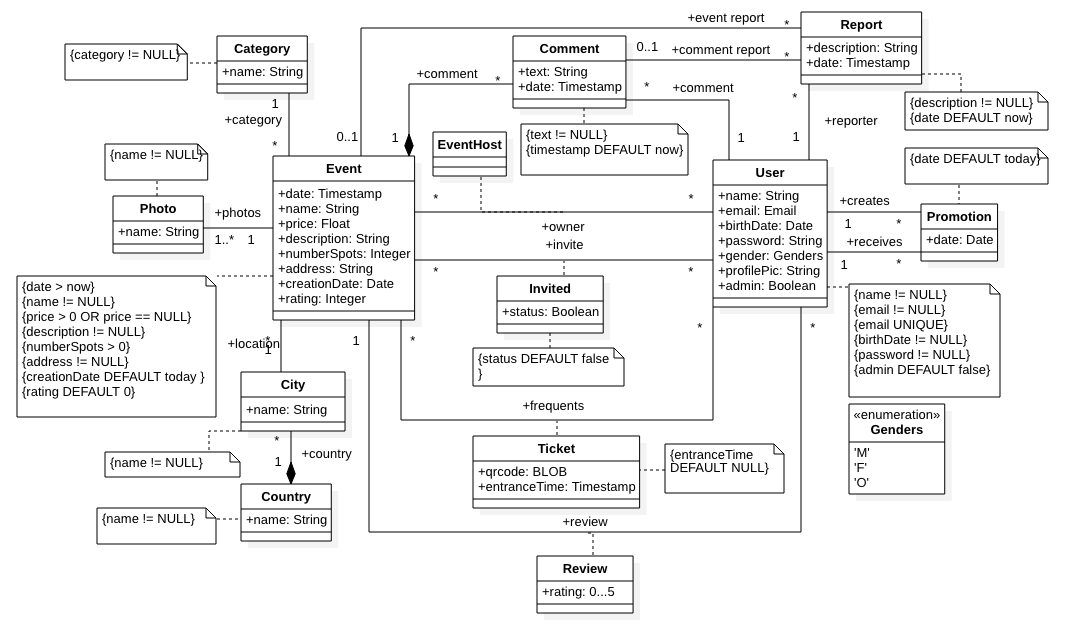 +event report
*
Report
+description: String
+date: Timestamp
{category != NULL}
Category
+name: String
Comment
+text: String
+date: Timestamp
0..1
+comment report
*
+comment
*
*
+comment
*
{description != NULL}
{date DEFAULT now}
1
+category
*
0..1
1
EventHost
{text != NULL}
{timestamp DEFAULT now}
1
1
+reporter
{name != NULL}
{date DEFAULT today}
Event
+date: Timestamp
+name: String
+price: Float
+description: String
+numberSpots: Integer
+address: String
+creationDate: Date
+rating: Integer
User
+name: String
+email: Email
+birthDate: Date
+password: String
+gender: Genders
+profilePic: String
+admin: Boolean
Photo
+name: String
+photos
1..*
1
*
*
+owner
+invite
*
*
+creates
1
*
+receives
1
*
Promotion
+date: Date
{date > now}
{name != NULL}
{price > 0 OR price == NULL}
{description != NULL}
{numberSpots > 0}
{address != NULL}
{creationDate DEFAULT today }
{rating DEFAULT 0}
Invited
+status: Boolean
{name != NULL}
{email != NULL}
{email UNIQUE}
{birthDate != NULL}
{password != NULL}
{admin DEFAULT false}
+location
*
1
1
*
*
*
{status DEFAULT false
}
City
+name: String
+frequents
«enumeration»
Genders
'M'
'F'
'O'
*
1
+country
{name != NULL}
Ticket
+qrcode: BLOB
+entranceTime: Timestamp
{entranceTime
DEFAULT NULL}
Country
+name: String
{name != NULL}
+review
Review
+rating: 0...5